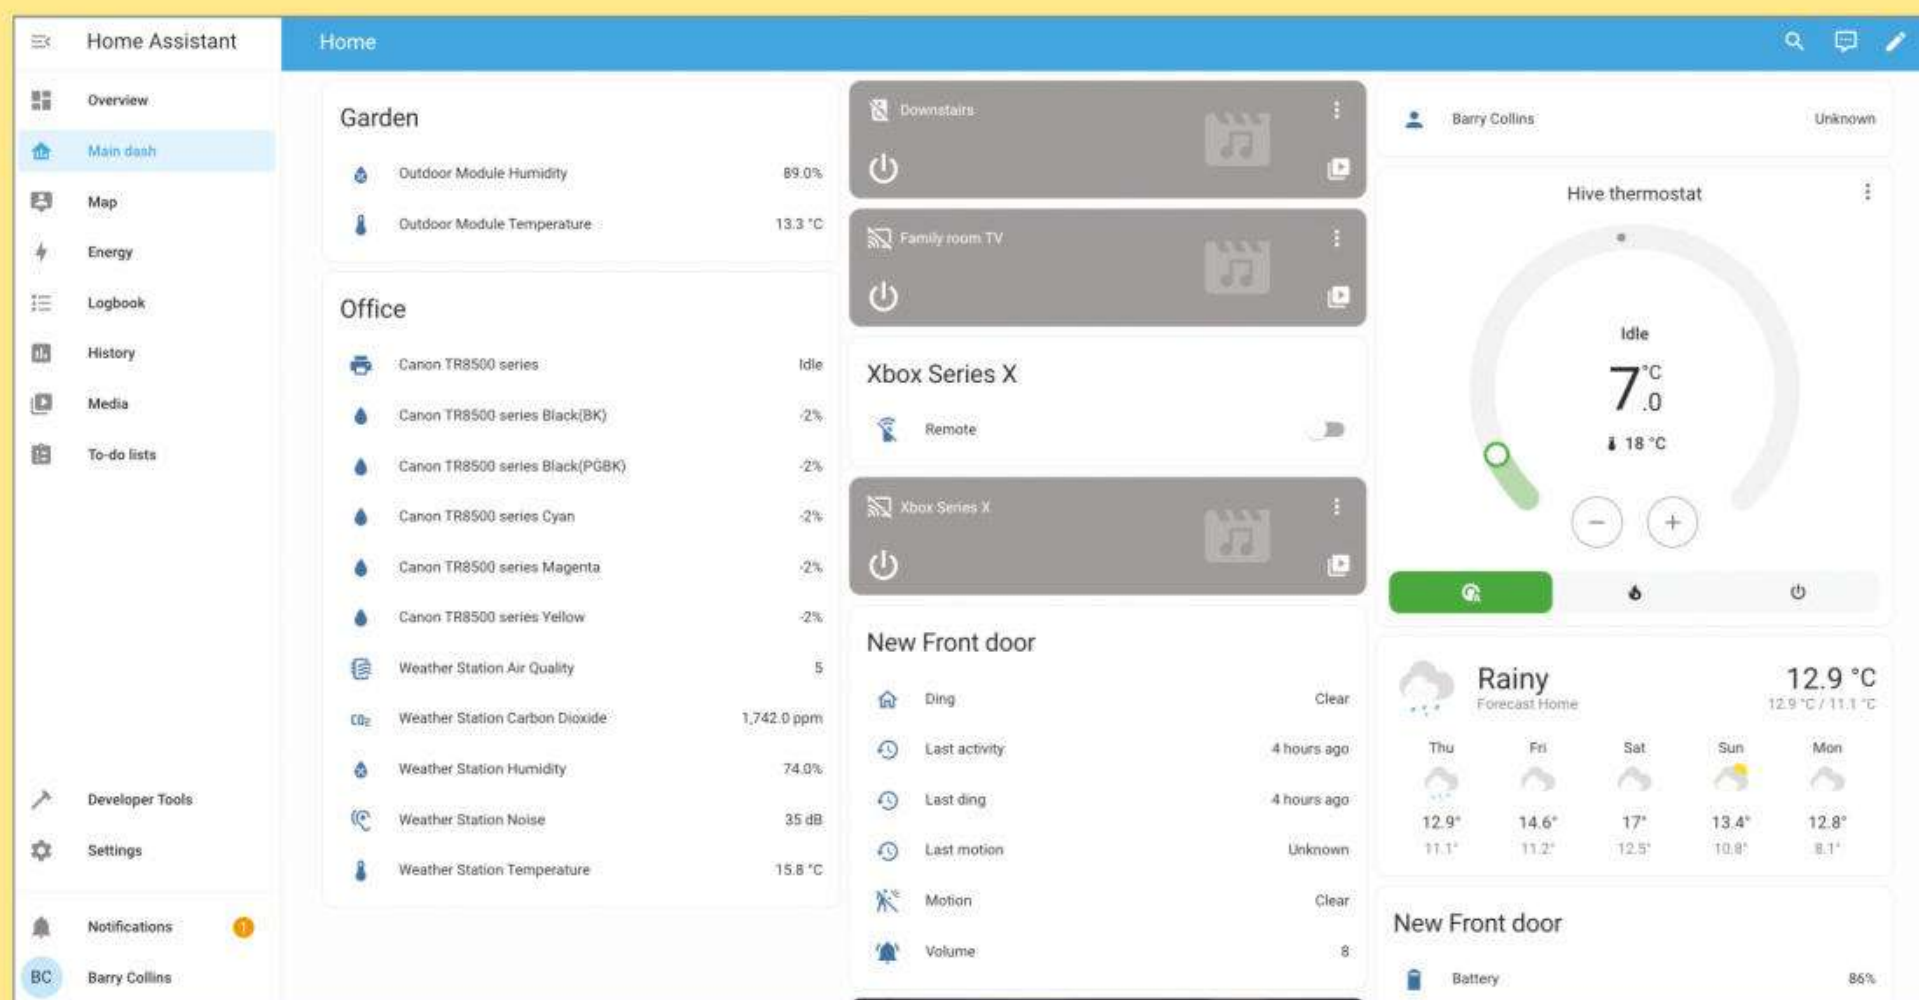 Home Assistant
Overview
Main dash
Map
Energy
Logbook
History
Media
To-do lists
Developer Tools
Settings
Notifications 1
BC Barry Collins
Home
Garden
Outdoor Module Humidity 89.0%
Outdoor Module Temperature 13.3 °C
Office
Canon TR8500 series Idle
Canon TR8500 series Black(BK) -2%
Canon TR8500 series Black(PGBK) -2%
Canon TR8500 series Cyan -2%
Canon TR8500 series Magenta -2%
Canon TR8500 series Yellow -2%
Weather Station Air Quality 5
CO2 Weather Station Carbon Dioxide 1,742.0 ppm
Weather Station Humidity 74.0%
Weather Station Noise 35 dB
Weather Station Temperature 15.8 °C
Downstairs
Family room TV
Xbox Series X
Remote
Xbox Series X
New Front door
Ding Clear
Last activity 4 hours ago
Last ding 4 hours ago
Last motion Unknown
Motion Clear
Volume 8
Barry Collins Unknown
Hive thermostat
Idle
7.0 °C
18 °C
Rainy 12.9 °C
Forecast Home 12.9 °C / 11.1 °C
Thu Fri Sat Sun Mon
12.9° 14.6° 17° 13.4° 12.8°
11.1° 11.2° 12.5° 10.8° 8.1°
New Front door
Battery 86%